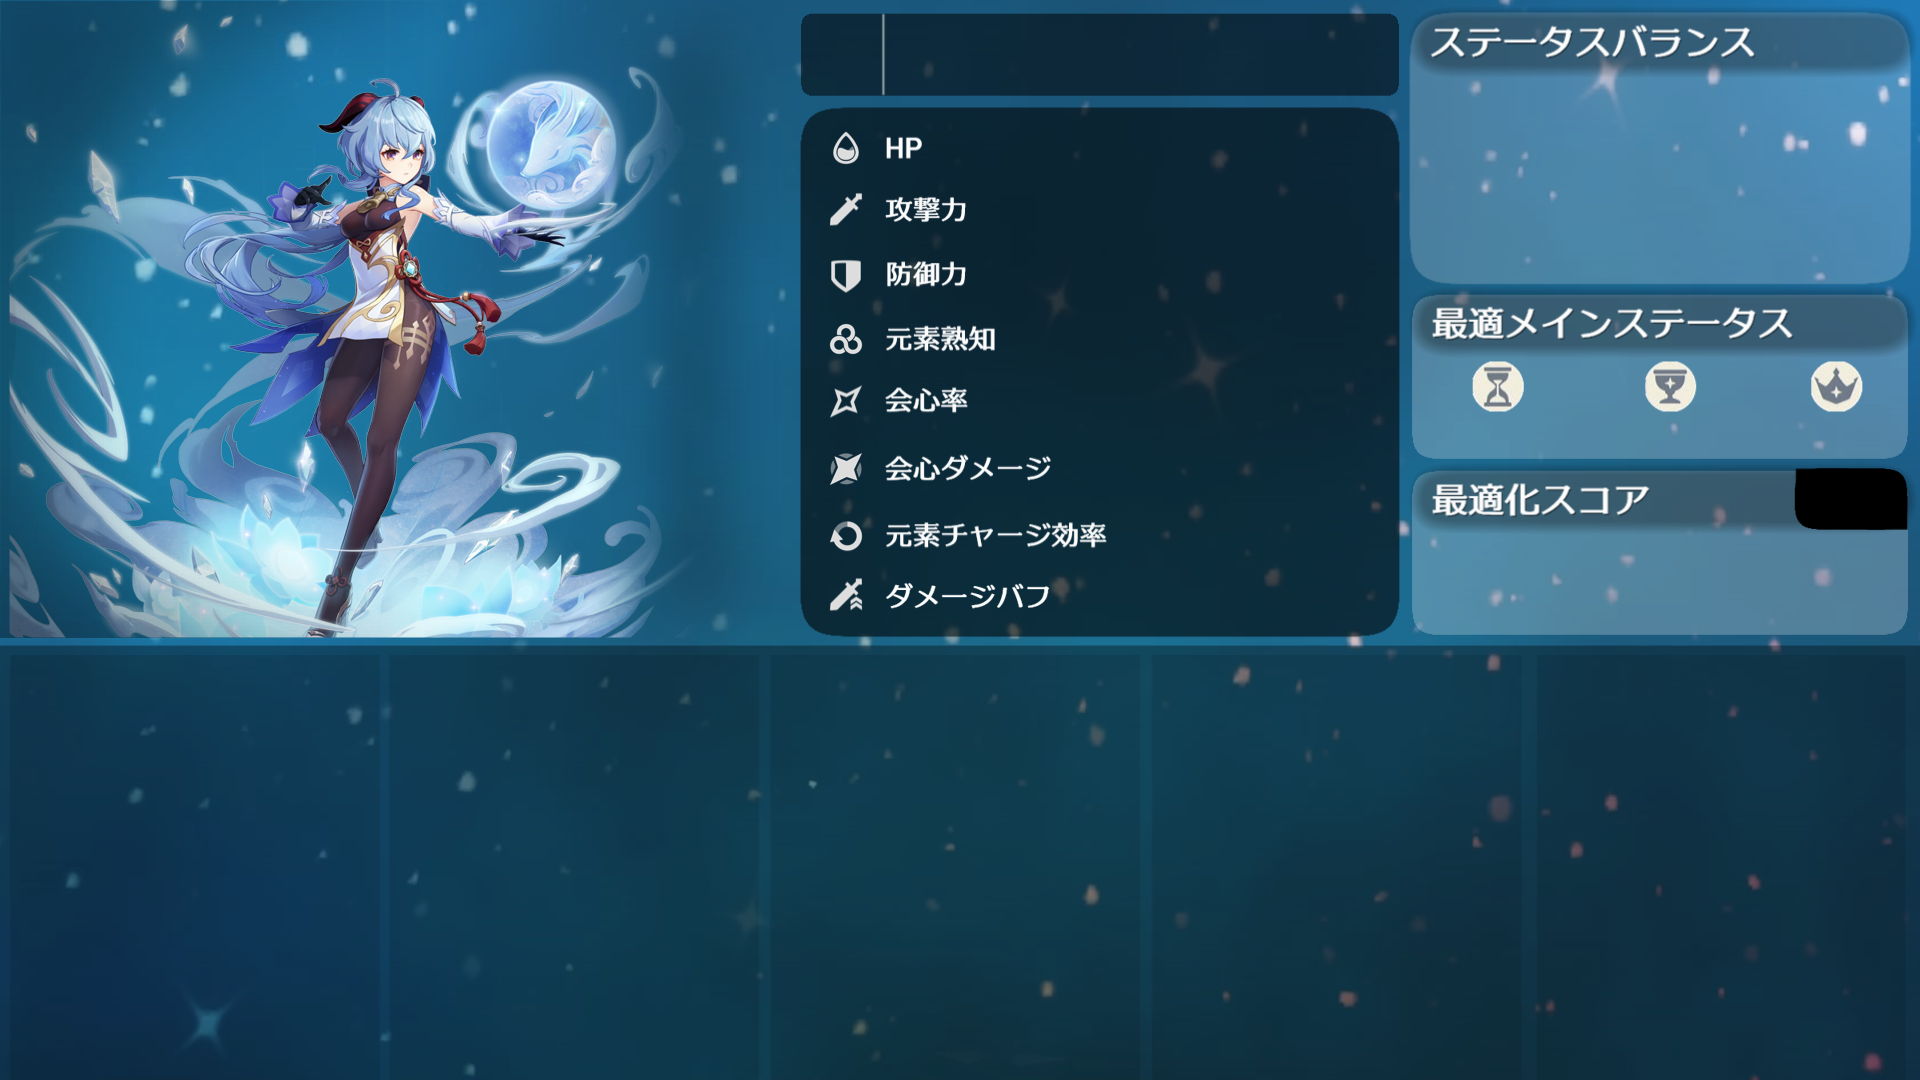 HP
攻撃力
防御力
元素熟知
会心率
会心ダメージ
元素チャージ効率
ダメージバフ
ステータスバランス
最適メインステータス
最適化スコア